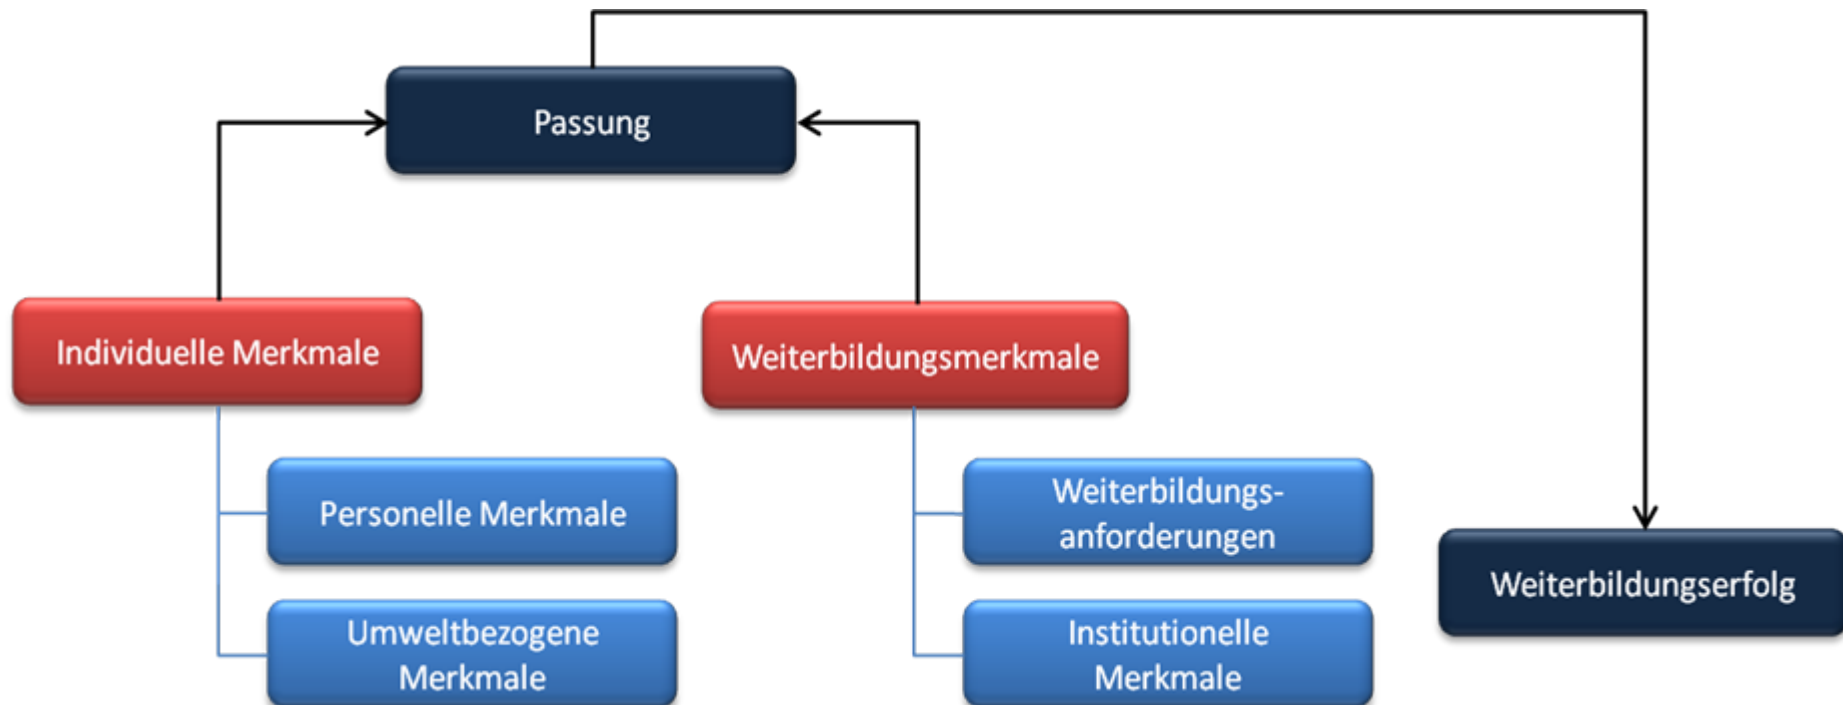 Passung
Individuelle Merkmale
Weiterbildungsmerkmale
Personelle Merkmale
Weiterbildungs-
anforderungen
Umweltbezogene
Merkmale
Institutionelle
Merkmale
Weiterbildungserfolg